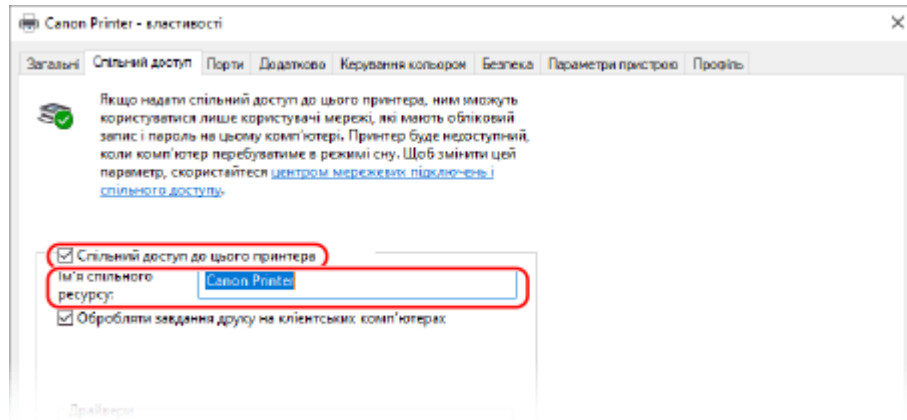 Canon Printer - властивості
Загальні Спільний доступ Порти Додатково Керування кольором Безпека Параметри пристрою Профіль
Якщо надати спільний доступ до цього принтера, ним зможуть
користуватися лише користувачі мережі, які мають обліковий
запис і пароль на цьому комп'ютері. Принтер буде недоступний,
коли комп'ютер перебуватиме в режимі сну. Щоб змінити цей
параметр, скористайтеся центром мережевих підключень і
спільного доступу.
Спільний доступ до цього принтера
Ім'я спільного
ресурсу:
Canon Printer
Обробляти завдання друку на клієнтських комп'ютерах
Драйвери